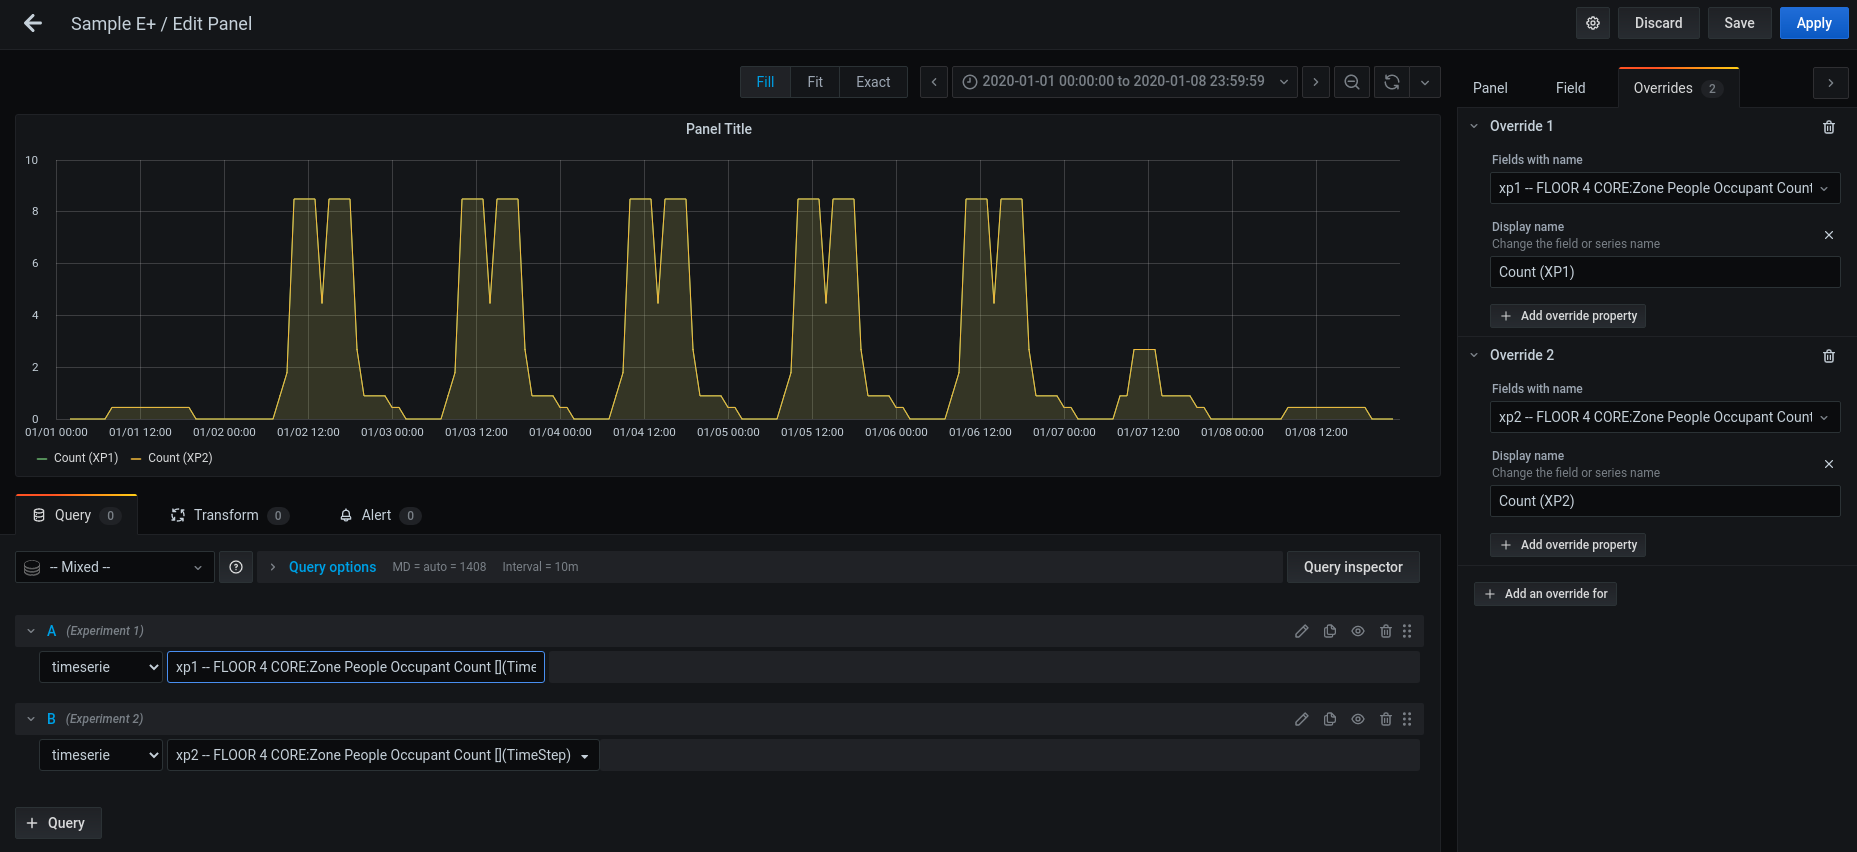 Sample E+ / Edit Panel
Discard
Save
Apply
Fill
Fit
Exact
2020-01-01 00:00:00 to 2020-01-08 23:59:59
Panel
Field
Overrides 2
Panel Title
10
8
6
4
2
0
01/01 00:00
01/01 12:00
01/02 00:00
01/02 12:00
01/03 00:00
01/03 12:00
01/04 00:00
01/04 12:00
01/05 00:00
01/05 12:00
01/06 00:00
01/06 12:00
01/07 00:00
01/07 12:00
01/08 00:00
01/08 12:00
Count (XP1)
Count (XP2)
Query 0
Transform 0
Alert 0
-- Mixed --
Query options
MD = auto = 1408
Interval = 10m
Query inspector
A (Experiment 1)
timeserie
xp1 -- FLOOR 4 CORE:Zone People Occupant Count [](Time
B (Experiment 2)
timeserie
xp2 -- FLOOR 4 CORE:Zone People Occupant Count [](TimeStep)
+ Query
Override 1
Fields with name
xp1 -- FLOOR 4 CORE:Zone People Occupant Count
Display name
Change the field or series name
Count (XP1)
+ Add override property
Override 2
Fields with name
xp2 -- FLOOR 4 CORE:Zone People Occupant Count
Display name
Change the field or series name
Count (XP2)
+ Add override property
+ Add an override for